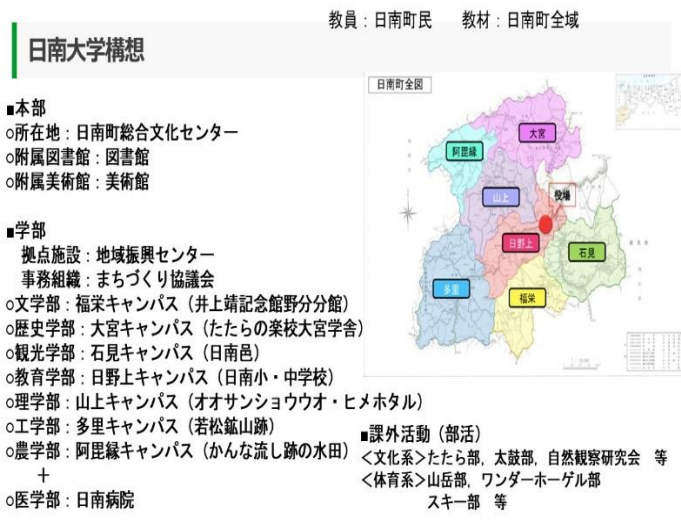 教員：日南町民　教材：日南町全域
日南大学構想
■本部
○所在地：日南町総合文化センター
○附属図書館：図書館
○附属美術館：美術館
■学部
拠点施設：地域振興センター
事務組織：まちづくり協議会
○文学部：福栄キャンパス（井上靖記念館野分分館）
○歴史学部：大宮キャンパス（たたらの楽校大宮学舎）
○観光学部：石見キャンパス（日南邑）
○教育学部：日野上キャンパス（日南小・中学校）
○理学部：山上キャンパス（オオサンショウウオ・ヒメホタル）
○工学部：多里キャンパス（若松鉱山跡）
○農学部：阿毘縁キャンパス（かんな流し跡の水田）
＋
○医学部：日南病院
日南町全図
大宮
阿毘縁
山上
役場
日野上
石見
多里
福栄
■課外活動（部活）
＜文化系＞たたら部，太鼓部，自然観察研究会　等
＜体育系＞山岳部，ワンダーホーゲル部
スキー部　等